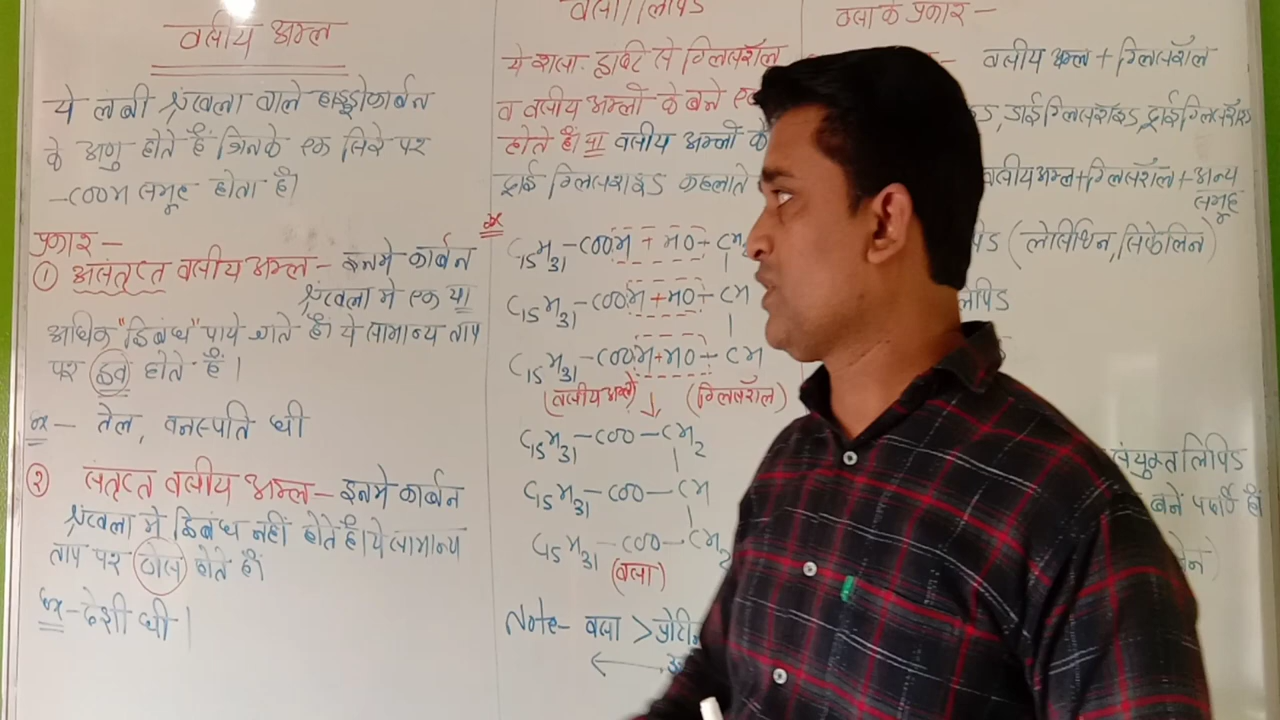 वसीय अम्ल
ये लंबी श्रृंखला वाले हाइड्रोकार्बन
के अणु होते हैं जिनके एक सिरे पर
-COOH समूह होता है।
प्रकार -
① असंतृप्त वसीय अम्ल - इनमे कार्बन
श्रृंखला मे एक या
अधिक "द्विबंध" पाये जाते हैं। ये सामान्य ताप
पर द्रव होते हैं।
Ex - तेल, वनस्पति घी
② संतृप्त वसीय अम्ल - इनमे कार्बन
श्रृंखला मे द्विबंध नहीं होते हैं। ये सामान्य
ताप पर ठोस होते हैं।
Ex - देशी घी।
वसा / लिपिड
ये रासा. दृष्टि से ग्लिसरॉल
व वसीय अम्लों के बने
होते हैं। या वसीय अम्लों के
ट्राई ग्लिसराइड कहलाते
Ex
C15H31-COOH + HO-CH
C15H31-COOH+HO-CH
C15H31-COOH+HO-CH
(वसीय अम्ल) ↓ (ग्लिसरॉल)
C15H31-COO-CH2
C15H31-COO-CH
C15H31-COO-CH2
(वसा)
Note- वसा >
वसा के प्रकार -
वसीय अम्ल + ग्लिसरॉल
, डाईग्लिसरॉइड, ट्राईग्लिसरॉइड
वसीय अम्ल+ग्लिसरॉल+अन्य
समूह
(लेसिथिन, सिफेलिन)
संयुक्त लिपिड
बनें पदार्थ हैं